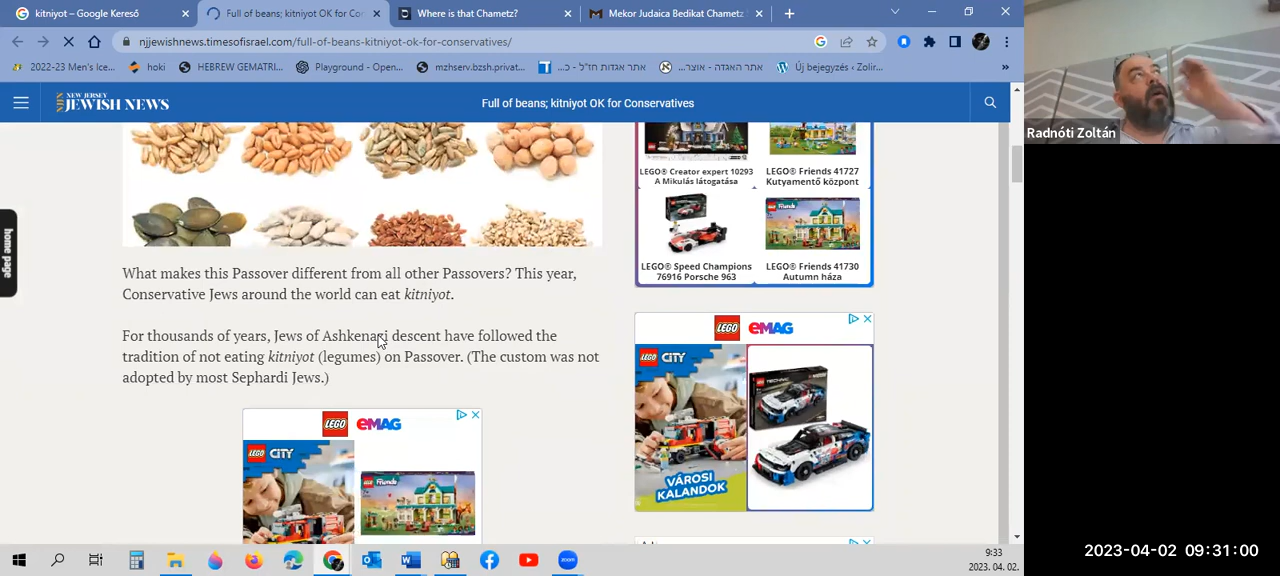 kitniyot – Google Kereső
Full of beans; kitniyot OK for Con
Where is that Chametz?
Mekor Judaica Bedikat Chametz
njjewishnews.timesofisrael.com/full-of-beans-kitniyot-ok-for-conservatives/
2022-23 Men's Ice...
hoki
HEBREW GEMATRI...
Playground - Open...
mzhserv.bzsh.privat...
אתר אגדות חז"ל - כ...
אתר האגדה - אוצר...
Új bejegyzés ‹ Zolir...
NEW JERSEY
JEWISH NEWS
Full of beans; kitniyot OK for Conservatives
Radnóti Zoltán
home page
LEGO® Creator expert 10293
A Mikulás látogatása
LEGO® Friends 41727
Kutyamentő központ
LEGO® Speed Champions
76916 Porsche 963
LEGO® Friends 41730
Autumn háza
What makes this Passover different from all other Passovers? This year,
Conservative Jews around the world can eat kitniyot.
For thousands of years, Jews of Ashkenazi descent have followed the
tradition of not eating kitniyot (legumes) on Passover. (The custom was not
adopted by most Sephardi Jews.)
LEGO eMAG
LEGO CITY
LEGO TECHNIC
VÁROSI
KALANDOK
LEGO eMAG
LEGO CITY
LEGO Friends
9:33
2023. 04. 02.
2023-04-02 09:31:00